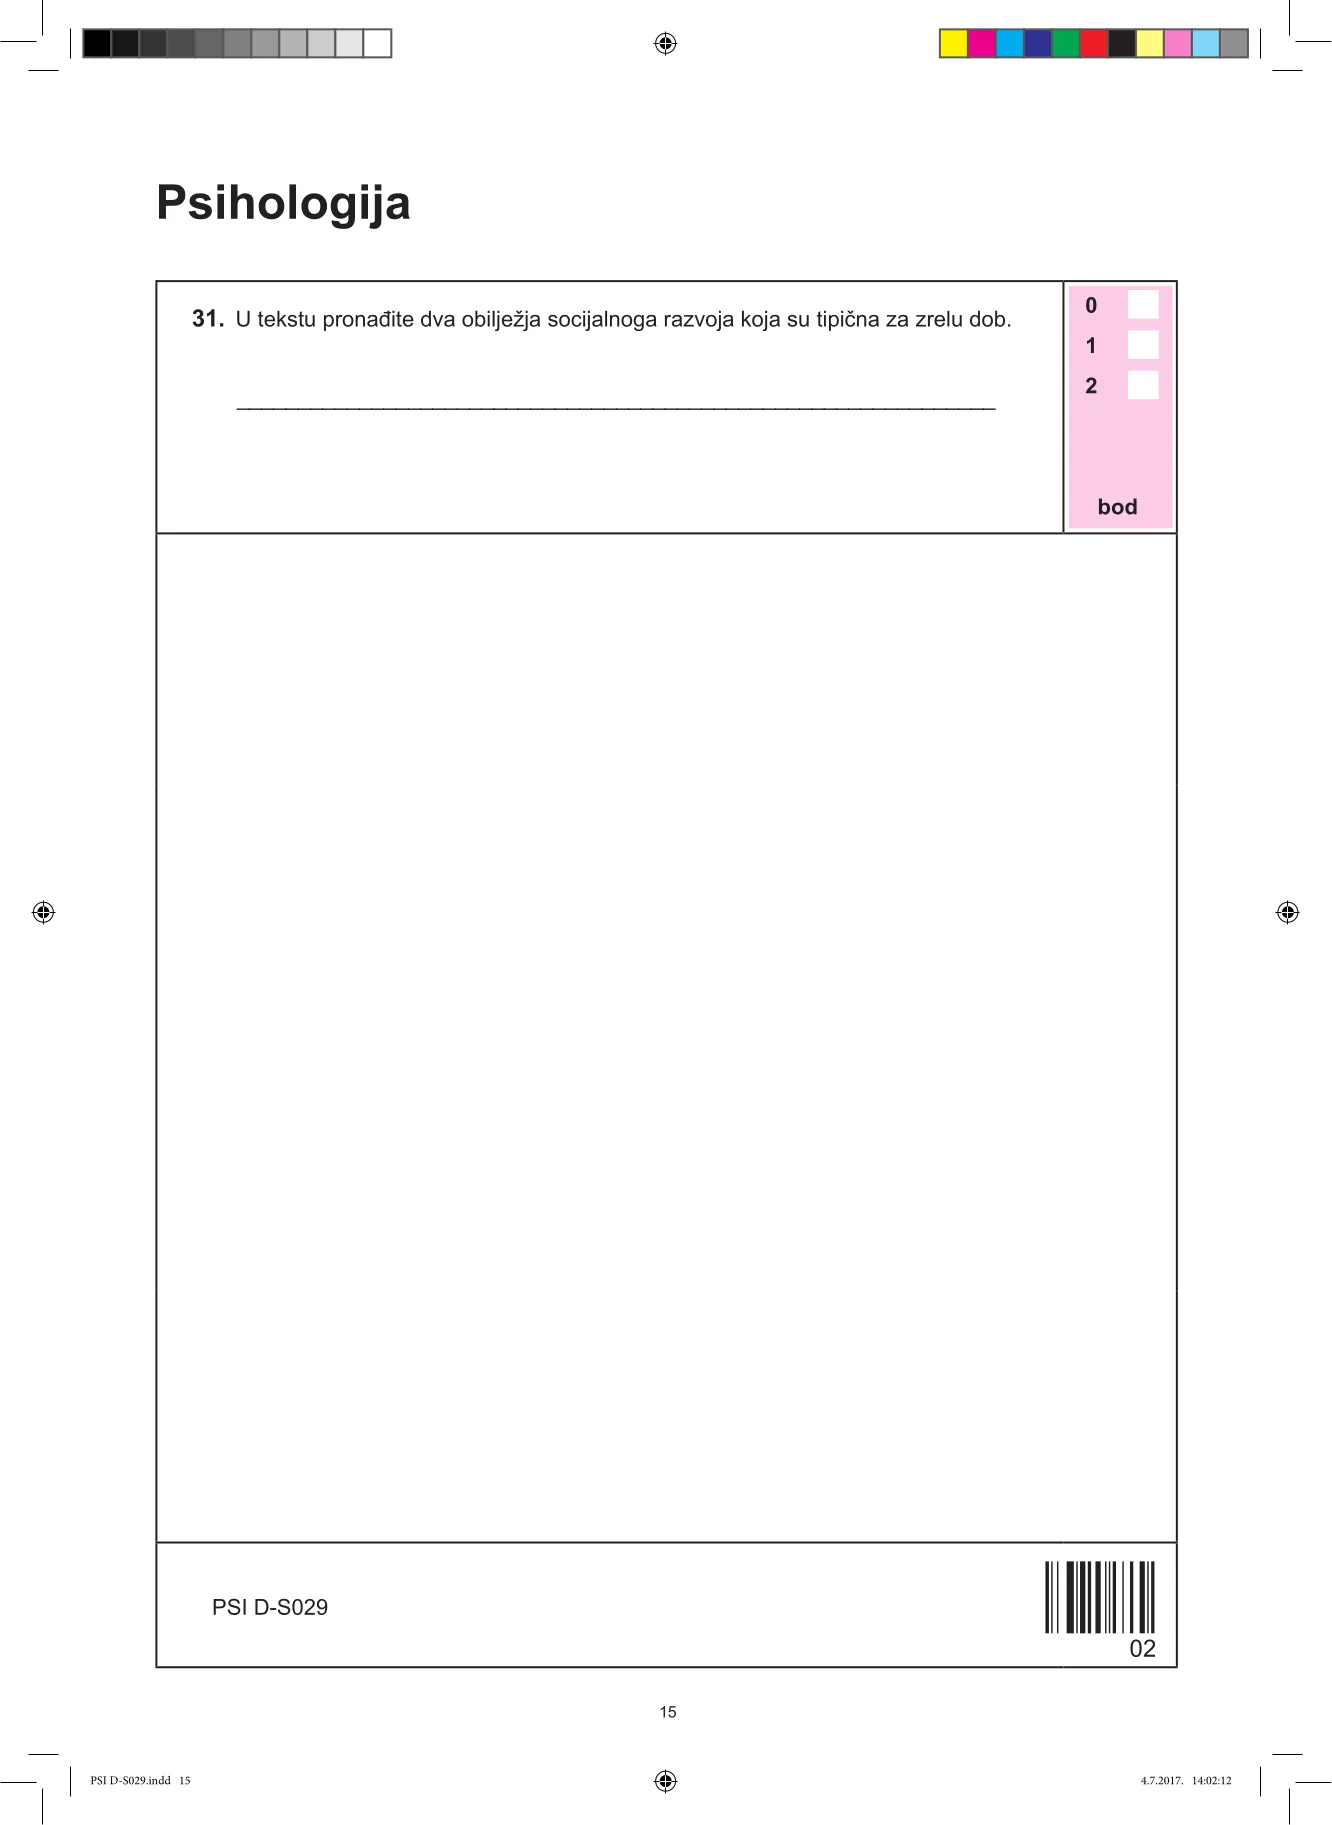 Psihologija
31. U tekstu pronađite dva obilježja socijalnoga razvoja koja su tipična za zrelu dob.
0
1
2
bod
PSI D-S029
02
15
PSI D-S029.indd 15
4.7.2017. 14:02:12